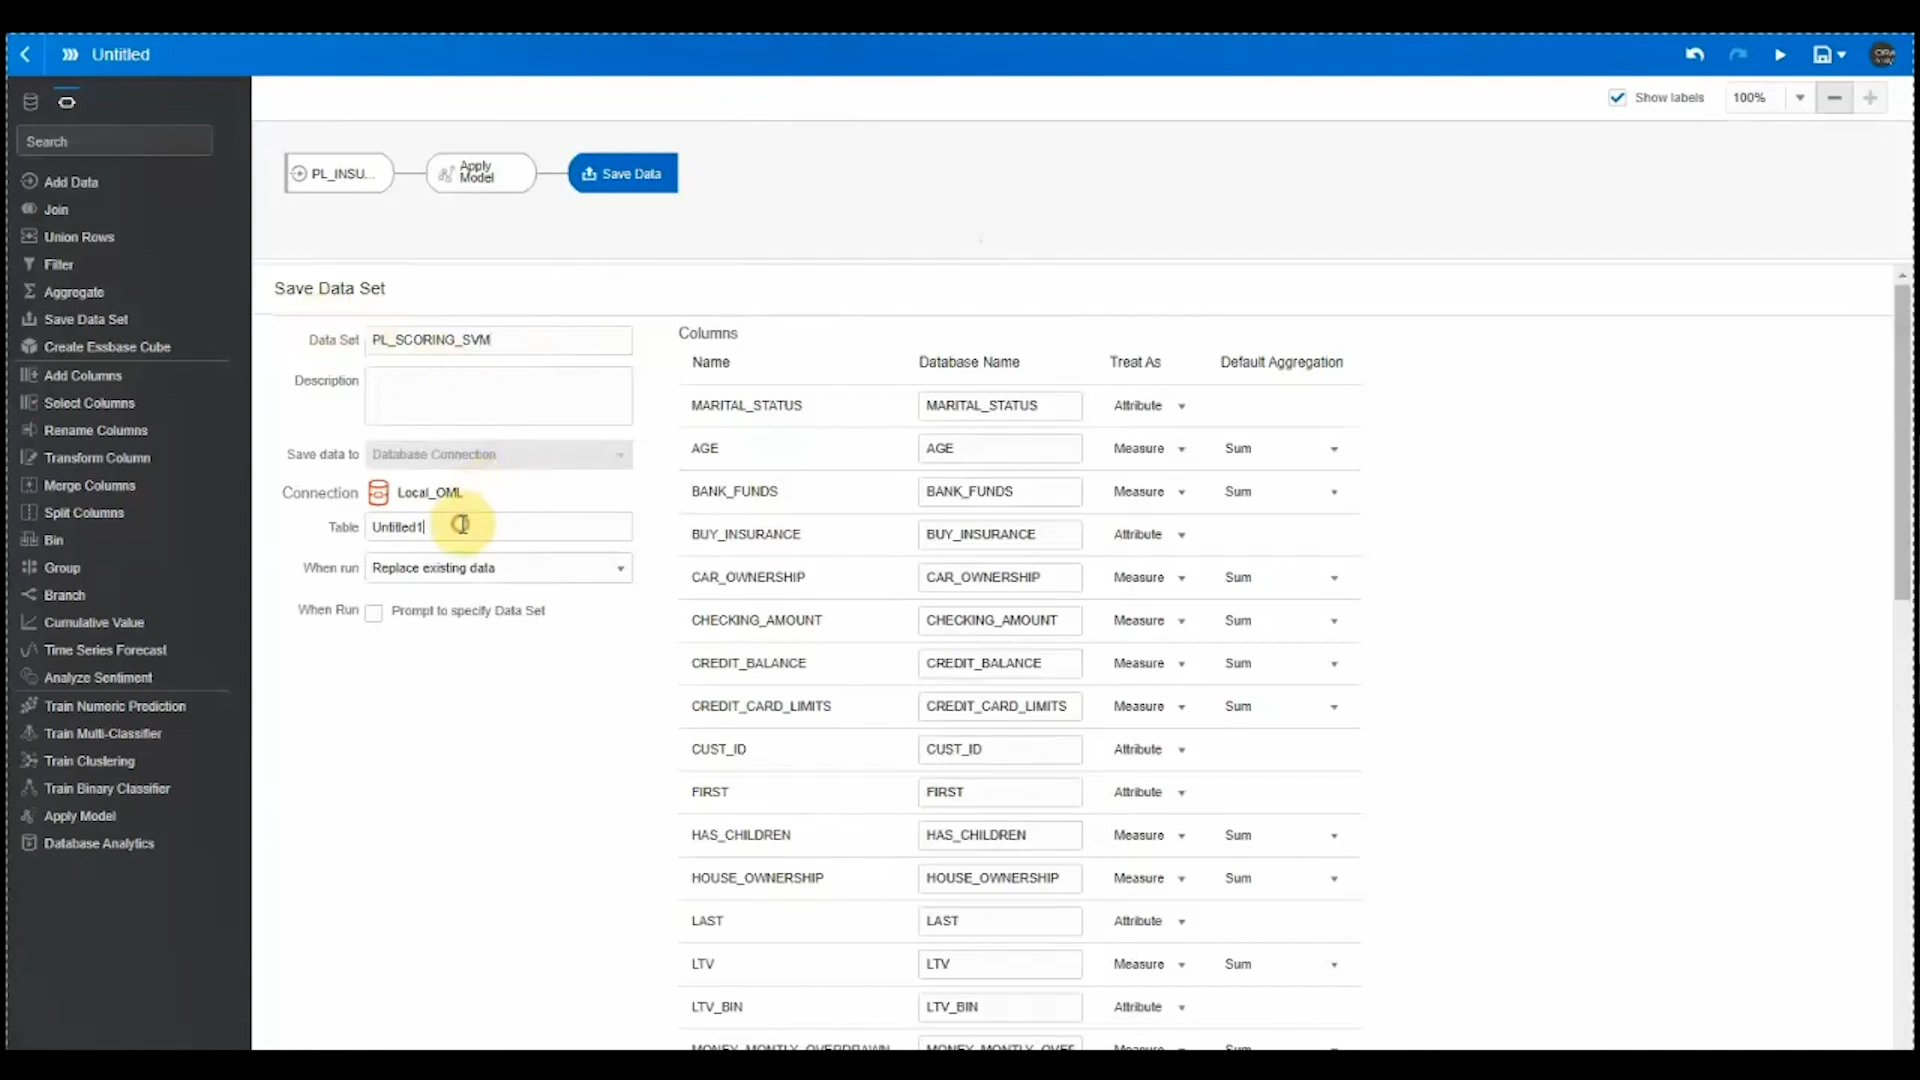 Untitled
Show labels
100%
Search
Add Data
Join
Union Rows
Filter
Aggregate
Save Data Set
Create Essbase Cube
Add Columns
Select Columns
Rename Columns
Transform Column
Merge Columns
Split Columns
Bin
Group
Branch
Cumulative Value
Time Series Forecast
Analyze Sentiment
Train Numeric Prediction
Train Multi-Classifier
Train Clustering
Train Binary Classifier
Apply Model
Database Analytics
PL_INSU...
Apply
Model
Save Data
Save Data Set
Data Set PL_SCORING_SVM
Description
Save data to Database Connection
Connection Local_OML
Table Untitled1
When run Replace existing data
When Run Prompt to specify Data Set
Columns
Name Database Name Treat As Default Aggregation
MARITAL_STATUS MARITAL_STATUS Attribute
AGE AGE Measure Sum
BANK_FUNDS BANK_FUNDS Measure Sum
BUY_INSURANCE BUY_INSURANCE Attribute
CAR_OWNERSHIP CAR_OWNERSHIP Measure Sum
CHECKING_AMOUNT CHECKING_AMOUNT Measure Sum
CREDIT_BALANCE CREDIT_BALANCE Measure Sum
CREDIT_CARD_LIMITS CREDIT_CARD_LIMITS Measure Sum
CUST_ID CUST_ID Attribute
FIRST FIRST Attribute
HAS_CHILDREN HAS_CHILDREN Measure Sum
HOUSE_OWNERSHIP HOUSE_OWNERSHIP Measure Sum
LAST LAST Attribute
LTV LTV Measure Sum
LTV_BIN LTV_BIN Attribute
MONEY_MONTLY_OVERDRAWN MONEY_MONTLY_OVER Measure Sum